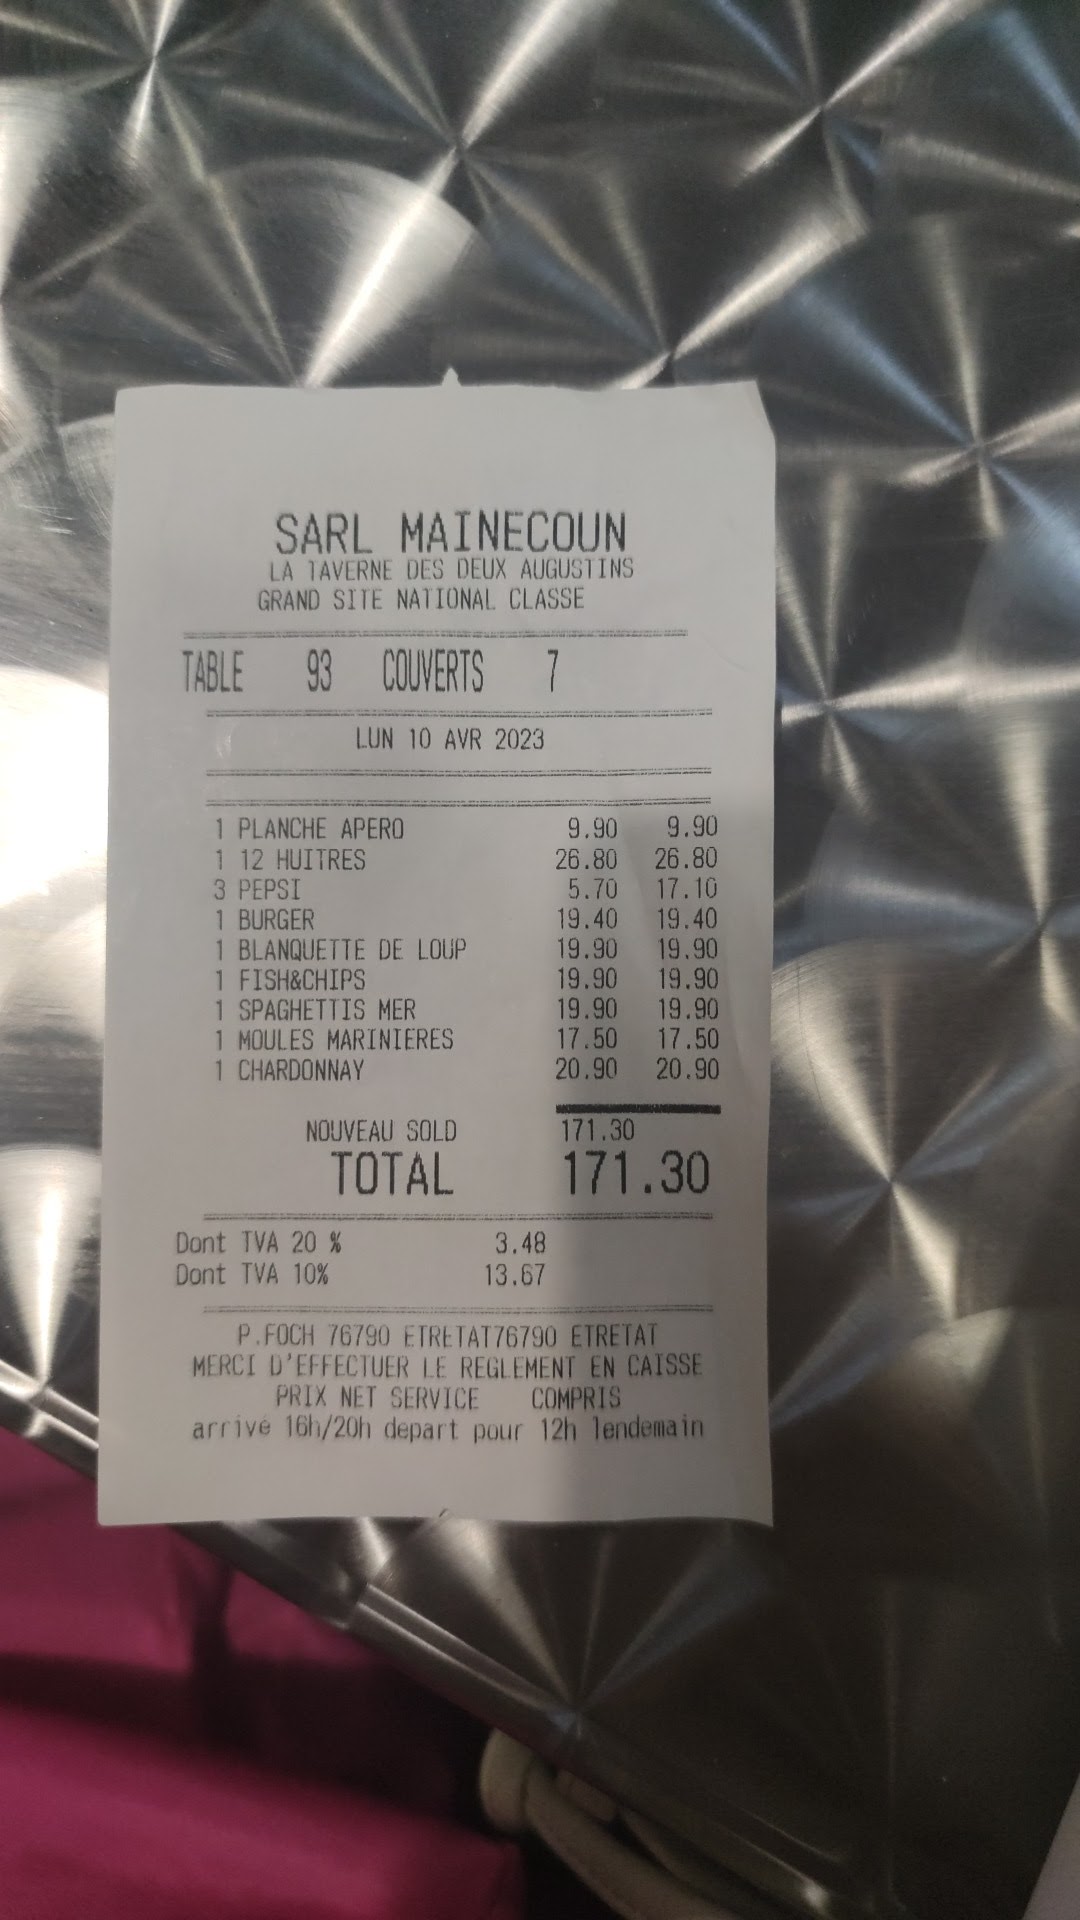 SARL MAINECOUN
LA TAVERNE DES DEUX AUGUSTINS
GRAND SITE NATIONAL CLASSE
TABLE 93 COUVERTS 7
LUN 10 AVR 2023
1 PLANCHE APERO 9.90 9.90
1 12 HUITRES 26.80 26.80
3 PEPSI 5.70 17.10
1 BURGER 19.40 19.40
1 BLANQUETTE DE LOUP 19.90 19.90
1 FISH&CHIPS 19.90 19.90
1 SPAGHETTIS MER 19.90 19.90
1 MOULES MARINIERES 17.50 17.50
1 CHARDONNAY 20.90 20.90
NOUVEAU SOLD 171.30
TOTAL 171.30
Dont TVA 20 % 3.48
Dont TVA 10% 13.67
P.FOCH 76790 ETRETAT76790 ETRETAT
MERCI D'EFFECTUER LE REGLEMENT EN CAISSE
PRIX NET SERVICE COMPRIS
arrivé 16h/20h depart pour 12h lendemain